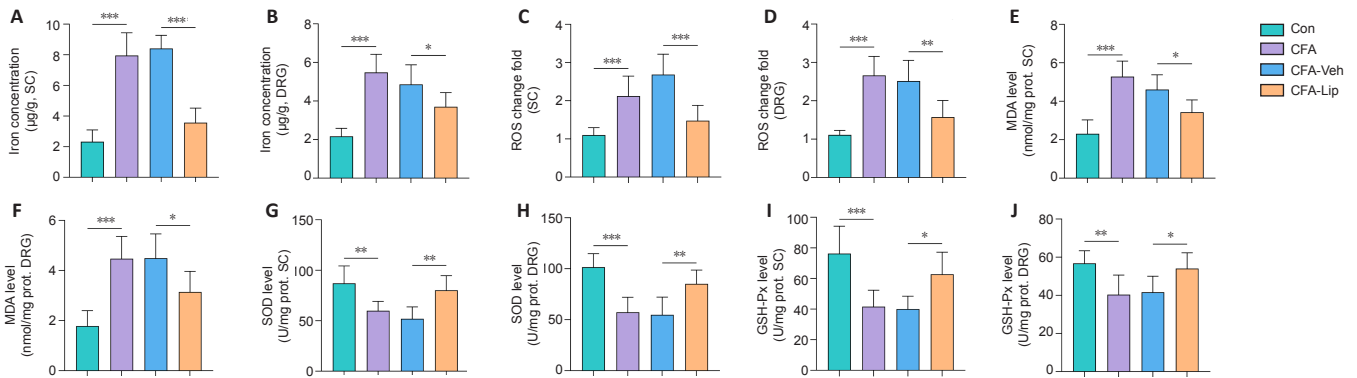 A
Iron concentration
(μg/g, SC)
10
8
6
4
2
0
***
***
B
Iron concentration
(μg/g, DRG)
8
6
4
2
0
***
*
C
ROS change fold
(SC)
4
3
2
1
0
***
***
D
ROS change fold
(DRG)
4
3
2
1
0
***
**
E
MDA level
(nmol/mg prot. SC)
8
6
4
2
0
***
*
Con
CFA
CFA-Veh
CFA-Lip
F
MDA level
(nmol/mg prot. DRG)
6
4
2
0
***
*
G
SOD level
(U/mg prot. SC)
150
100
50
0
**
**
H
SOD level
(U/mg prot. DRG)
150
100
50
0
***
**
I
GSH-Px level
(U/mg prot. SC)
100
80
60
40
20
0
***
*
J
GSH-Px level
(U/mg prot. DRG)
80
60
40
20
0
**
*